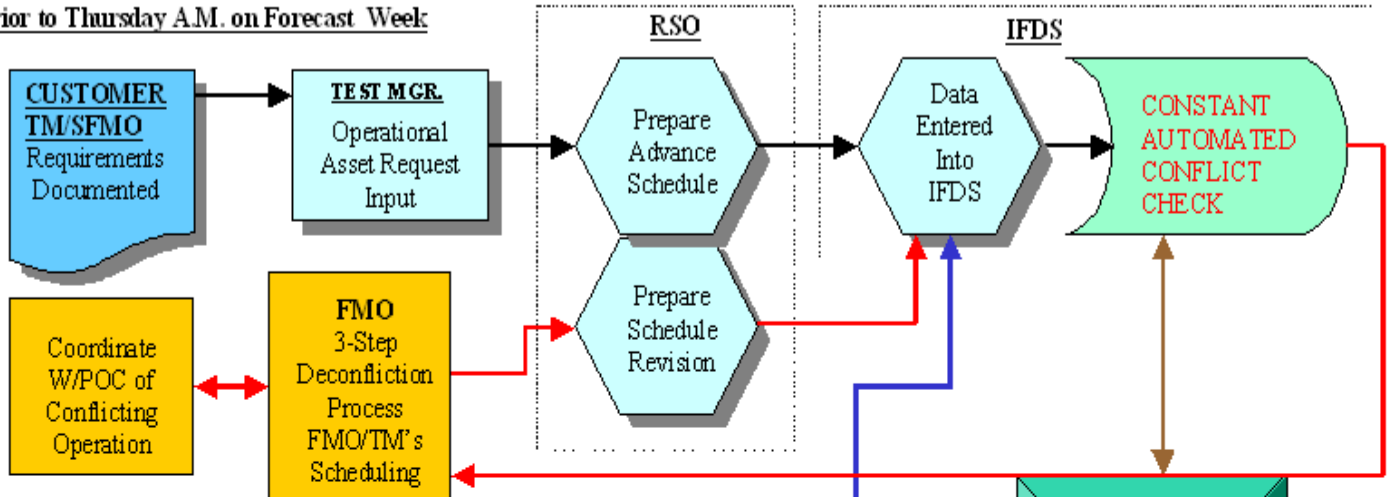 ior to Thursday A.M. on Forecast Week
RSO
IFDS
CUSTOMER
TM/SFMO
Requirements
Documented
TEST MGR.
Operational
Asset Request
Input
Prepare
Advance
Schedule
Data
Entered
Into
IFDS
CONSTANT
AUTOMATED
CONFLICT
CHECK
Coordinate
W/POC of
Conflicting
Operation
FMO
3-Step
Deconfliction
Process
FMO/TM's
Scheduling
Prepare
Schedule
Revision